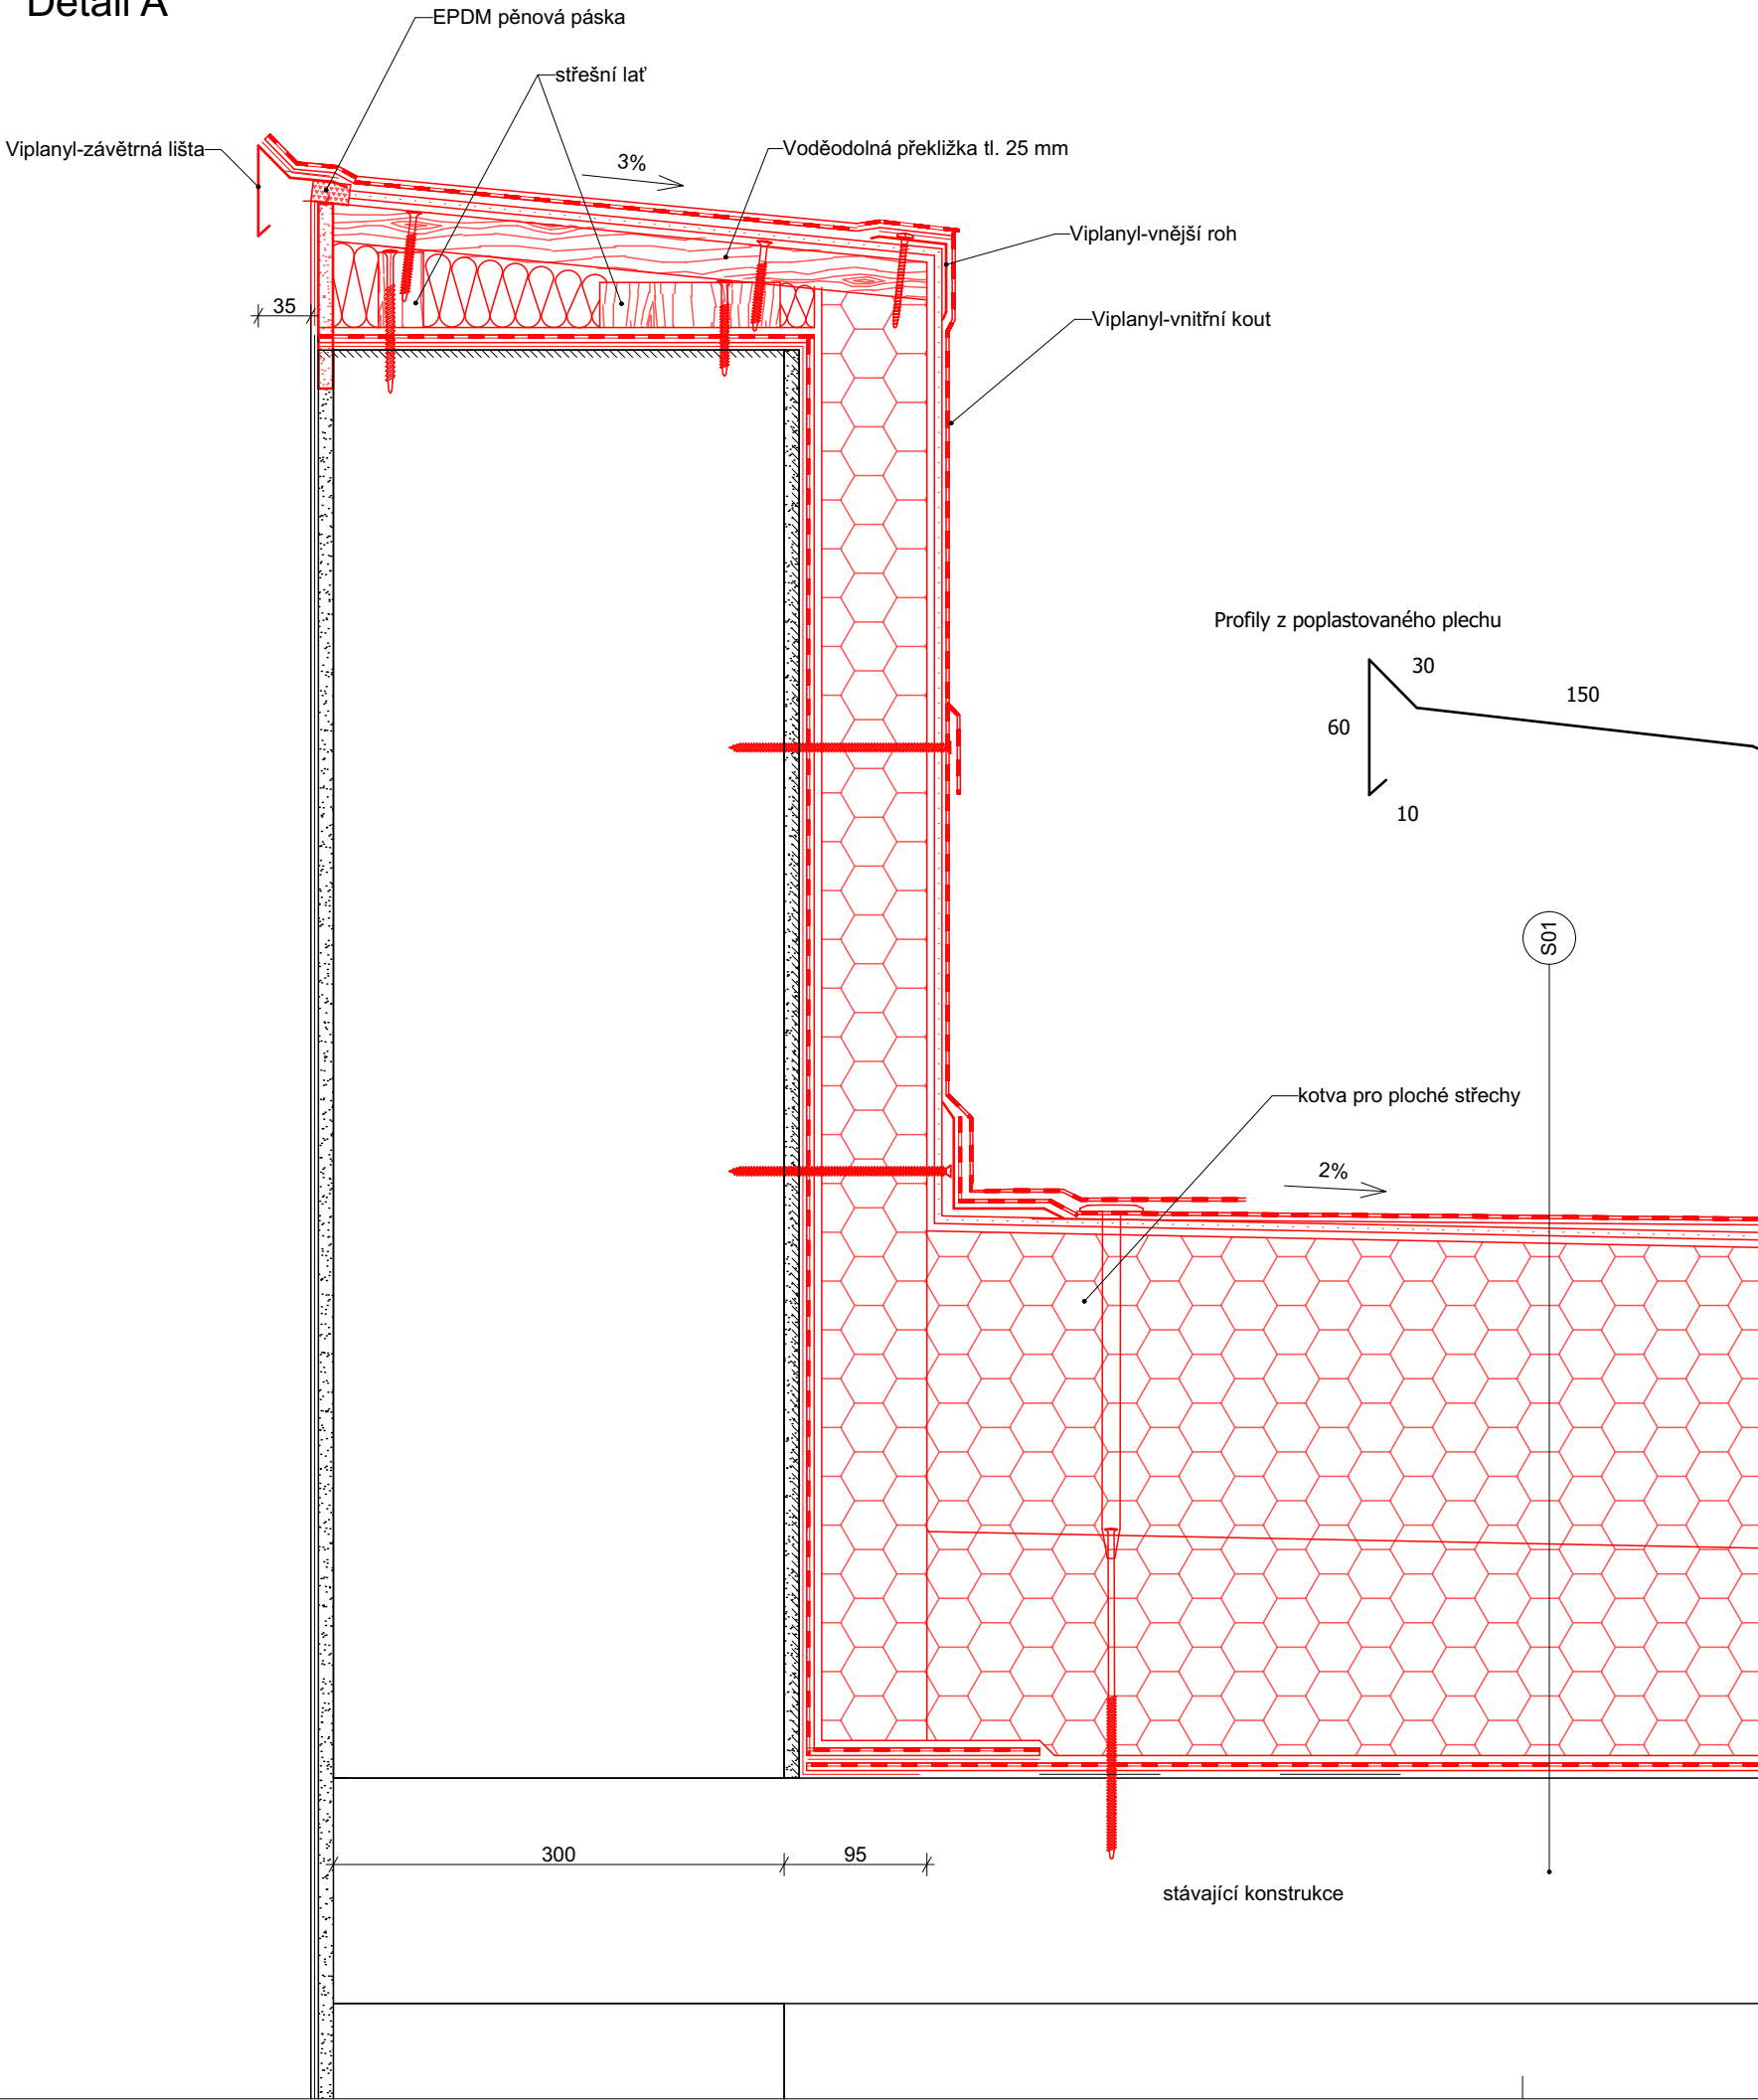 Detail A
EPDM pěnová páska
střešní lať
Viplanyl-závětrná lišta
3%
Voděodolná překližka tl. 25 mm
Viplanyl-vnější roh
35
Viplanyl-vnitřní kout
Profily z poplastovaného plechu
30
150
60
10
S01
kotva pro ploché střechy
2%
300
95
stávající konstrukce